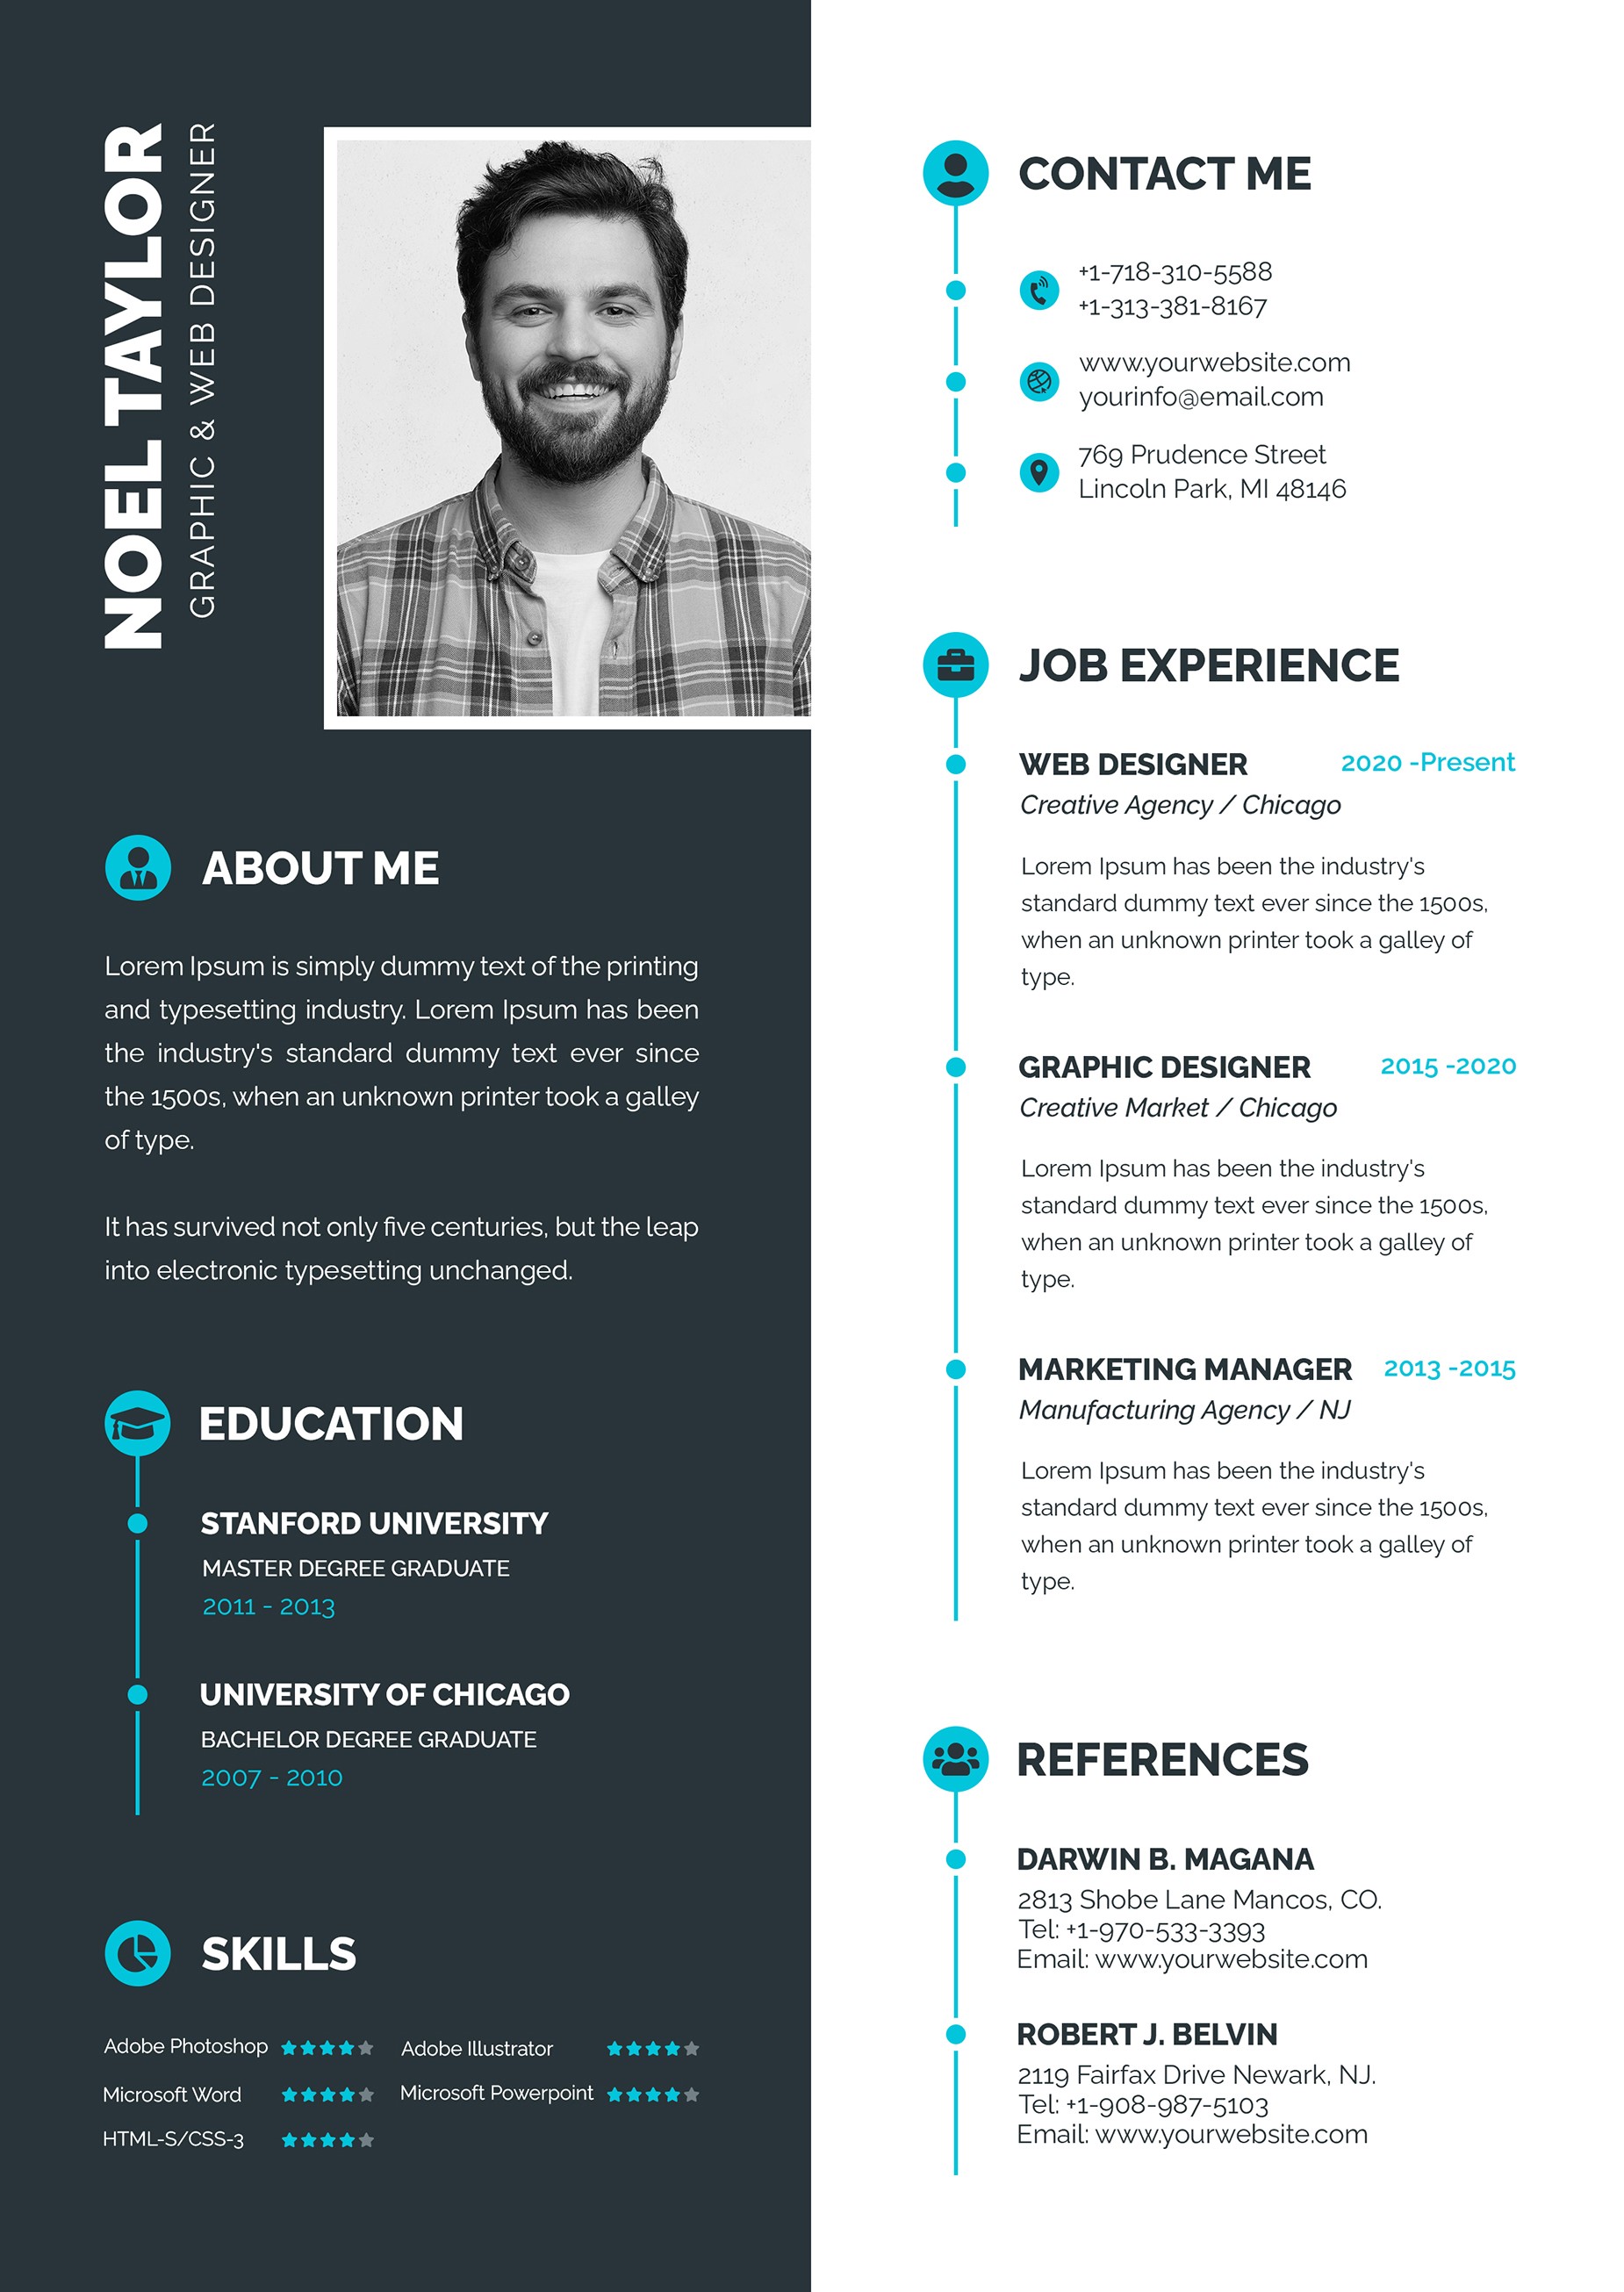 NOEL TAYLOR
GRAPHIC & WEB DESIGNER
ABOUT ME
Lorem Ipsum is simply dummy text of the printing
and typesetting industry. Lorem Ipsum has been
the industry's standard dummy text ever since
the 1500s, when an unknown printer took a galley
of type.
It has survived not only five centuries, but the leap
into electronic typesetting unchanged.
EDUCATION
STANFORD UNIVERSITY
MASTER DEGREE GRADUATE
2011 - 2013
UNIVERSITY OF CHICAGO
BACHELOR DEGREE GRADUATE
2007 - 2010
SKILLS
Adobe Photoshop
Adobe Illustrator
Microsoft Word
Microsoft Powerpoint
HTML-S/CSS-3
CONTACT ME
+1-718-310-5588
+1-313-381-8167
www.yourwebsite.com
yourinfo@email.com
769 Prudence Street
Lincoln Park, MI 48146
JOB EXPERIENCE
WEB DESIGNER 2020 -Present
Creative Agency / Chicago
Lorem Ipsum has been the industry's
standard dummy text ever since the 1500s,
when an unknown printer took a galley of
type.
GRAPHIC DESIGNER 2015 -2020
Creative Market / Chicago
Lorem Ipsum has been the industry's
standard dummy text ever since the 1500s,
when an unknown printer took a galley of
type.
MARKETING MANAGER 2013 -2015
Manufacturing Agency / NJ
Lorem Ipsum has been the industry's
standard dummy text ever since the 1500s,
when an unknown printer took a galley of
type.
REFERENCES
DARWIN B. MAGANA
2813 Shobe Lane Mancos, CO.
Tel: +1-970-533-3393
Email: www.yourwebsite.com
ROBERT J. BELVIN
2119 Fairfax Drive Newark, NJ.
Tel: +1-908-987-5103
Email: www.yourwebsite.com